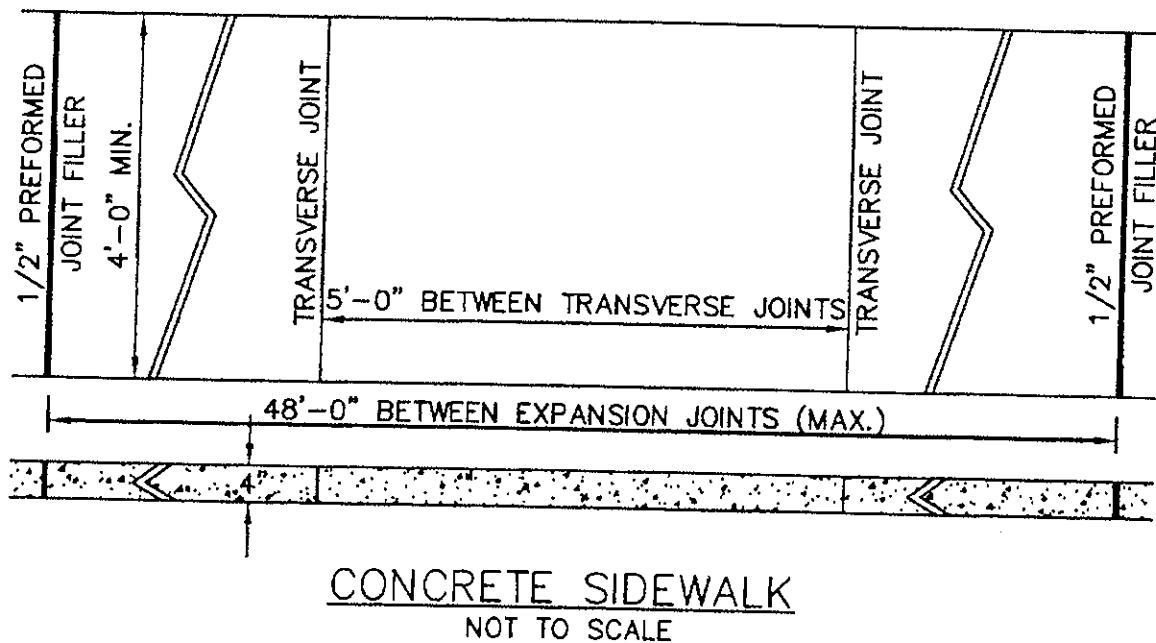 1/2" PREFORMED
JOINT FILLER
4'-0" MIN.
TRANSVERSE JOINT
5'-0" BETWEEN TRANSVERSE JOINTS
TRANSVERSE JOINT
1/2" PREFORMED
JOINT FILLER
48'-0" BETWEEN EXPANSION JOINTS (MAX.)
4"
CONCRETE SIDEWALK
NOT TO SCALE